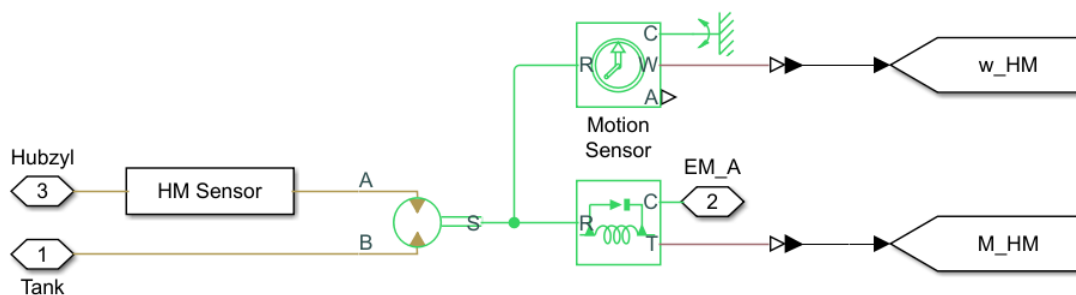 C
R
W
w_HM
A
Motion
Sensor
Hubzyl
3
HM Sensor
A
EM_A
C
2
S
R
B
T
M_HM
1
Tank